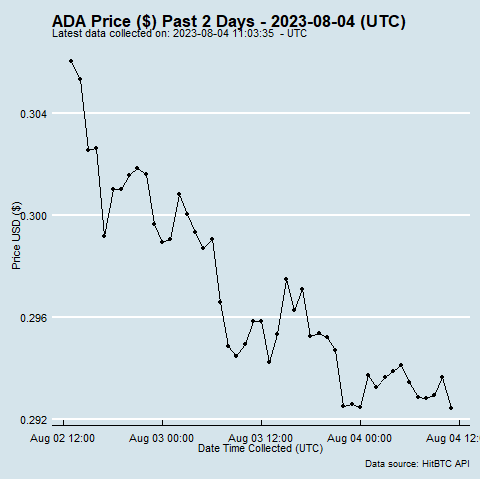 ADA Price ($) Past 2 Days - 2023-08-04 (UTC)
Latest data collected on: 2023-08-04 11:03:35 - UTC
0.304
0.300
0.296
0.292
Price USD ($)
Aug 02 12:00 Aug 03 00:00 Aug 03 12:00 Aug 04 00:00 Aug 04 12:0
Date Time Collected (UTC)
Data source: HitBTC API